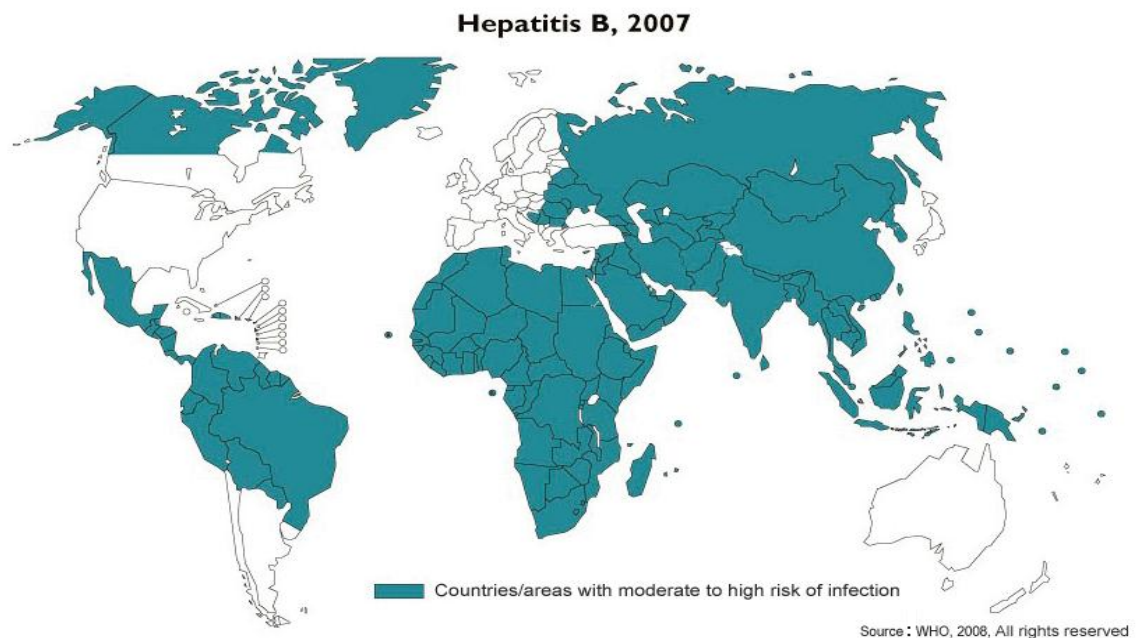 Hepatitis B, 2007
Countries/areas with moderate to high risk of infection
Source: WHO, 2008, All rights reserved